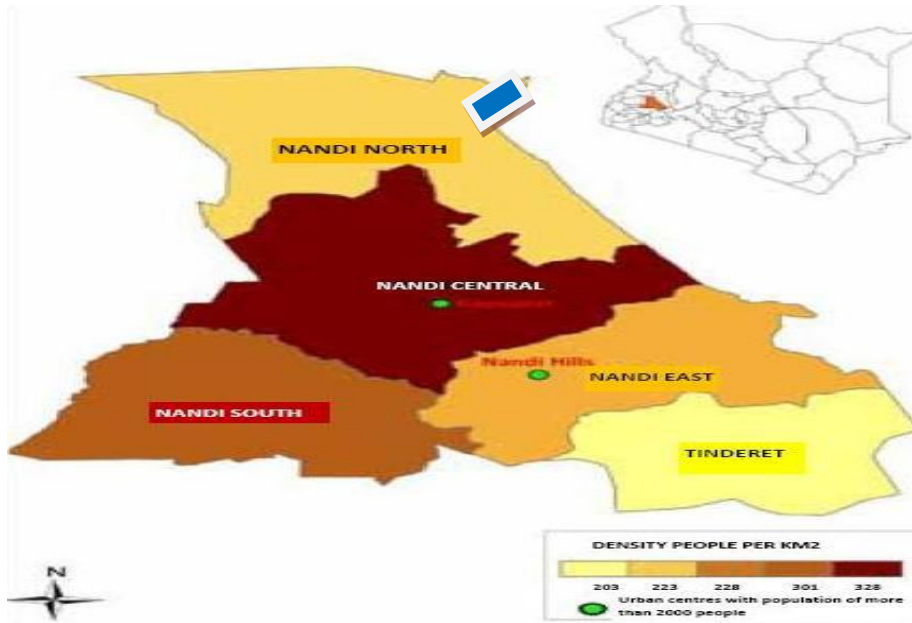 NANDI NORTH
NANDI CENTRAL
Nandi Hills
NANDI EAST
NANDI SOUTH
TINDERET
DENSITY PEOPLE PER KM2
203 223 228 301 328
Urban centres with population of more
than 2000 people
N